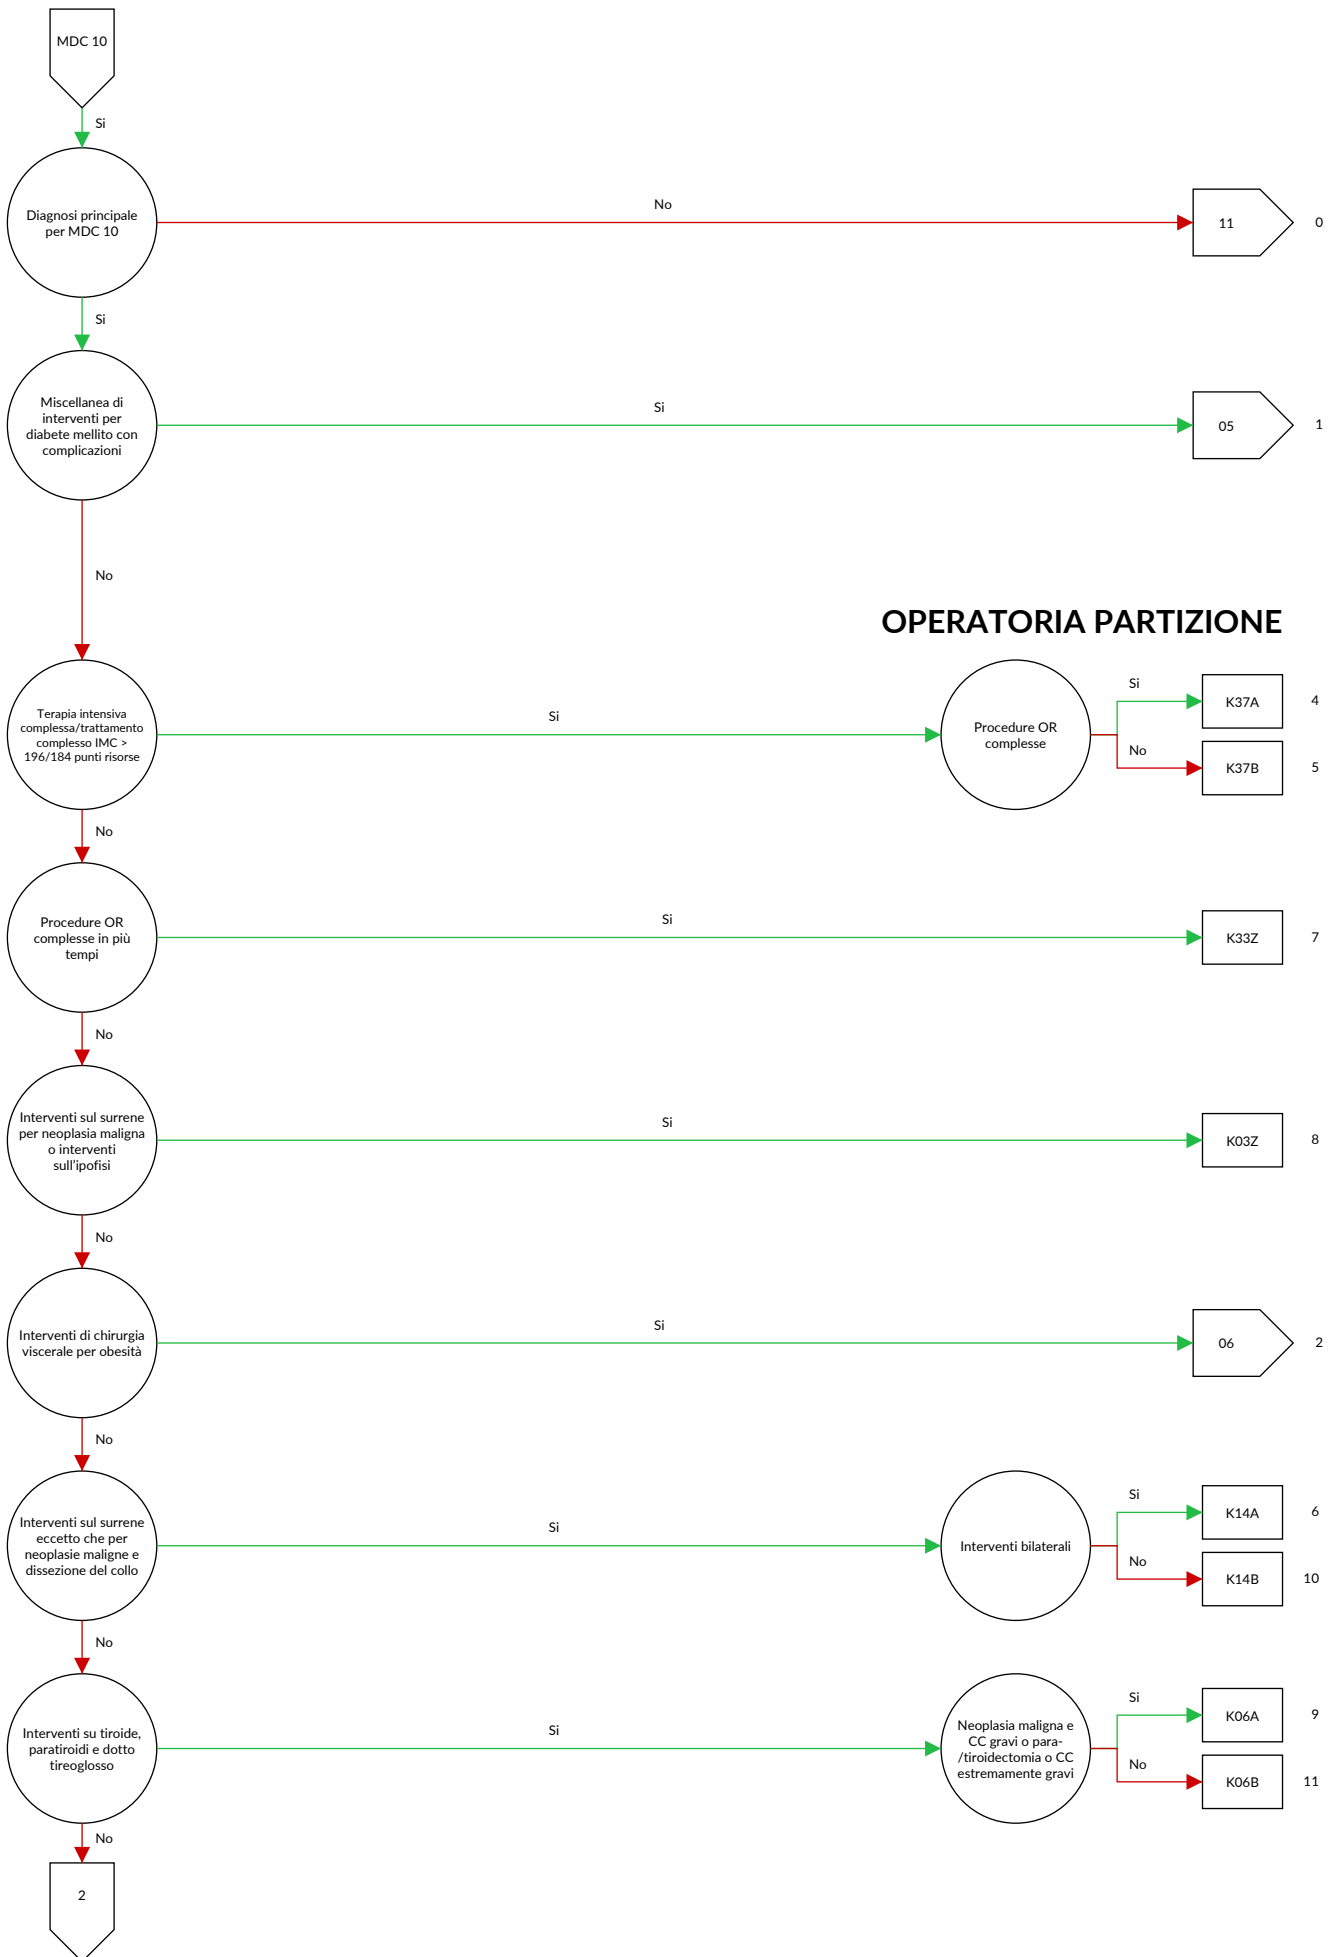 MDC 10
Si
Diagnosi principale
per MDC 10
No
11
0
Si
Miscellanea di
interventi per
diabete mellito con
complicazioni
Si
05
1
No
OPERATORIA PARTIZIONE
Terapia intensiva
complessa/trattamento
complesso IMC >
196/184 punti risorse
Si
Procedure OR
complesse
Si
K37A
4
No
K37B
5
No
Procedure OR
complesse in più
tempi
Si
K33Z
7
No
Interventi sul surrene
per neoplasia maligna
o interventi
sull'ipofisi
Si
K03Z
8
No
Interventi di chirurgia
viscerale per obesità
Si
06
2
No
Interventi sul surrene
eccetto che per
neoplasie maligne e
dissezione del collo
Si
Interventi bilaterali
Si
K14A
6
No
K14B
10
No
Interventi su tiroide,
paratiroidi e dotto
tireoglosso
Si
Neoplasia maligna e
CC gravi o para-
/tiroidectomia o CC
estremamente gravi
Si
K06A
9
No
K06B
11
No
2